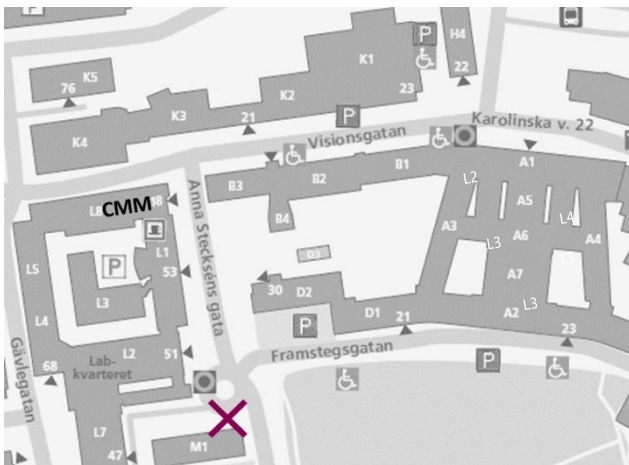 P
H4
K1
P
K5
76
22
K2
23
K3
21
P
Karolinska v. 22
K4
Visionsgatan
A1
B1
B2
B3
L2
L8
CMM
Anna Steckséns gata
A5
L4
B4
A3
A6
A4
L3
L1
D3
L5
P
53
L5
A7
L3
30
D2
L3
A2
L4
D1
21
P
23
Gävlegatan
L2
51
Framstegsgatan
Lab-
kvarteret
68
P
L7
M1
47